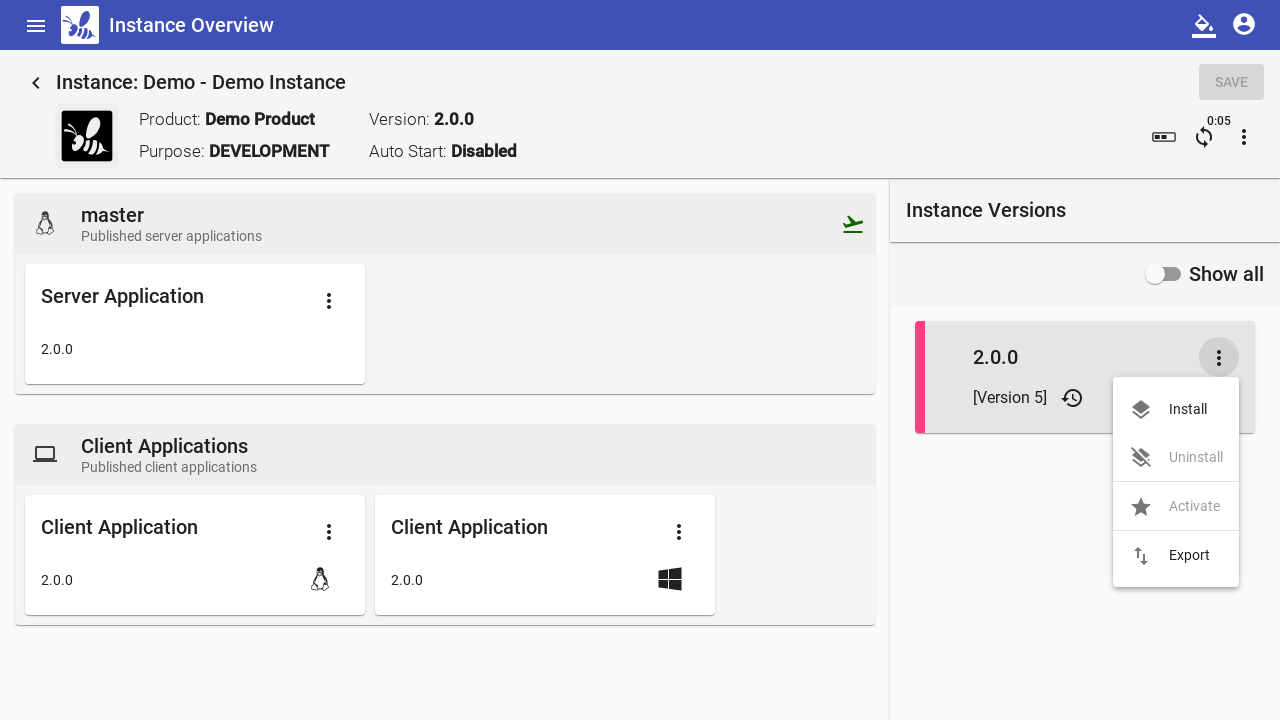 Instance Overview
Instance: Demo - Demo Instance
SAVE
Product: Demo Product
Version: 2.0.0
Purpose: DEVELOPMENT
Auto Start: Disabled
0:05
master
Published server applications
Server Application
2.0.0
Client Applications
Published client applications
Client Application
2.0.0
Client Application
2.0.0
Instance Versions
Show all
2.0.0
[Version 5]
Install
Uninstall
Activate
Export